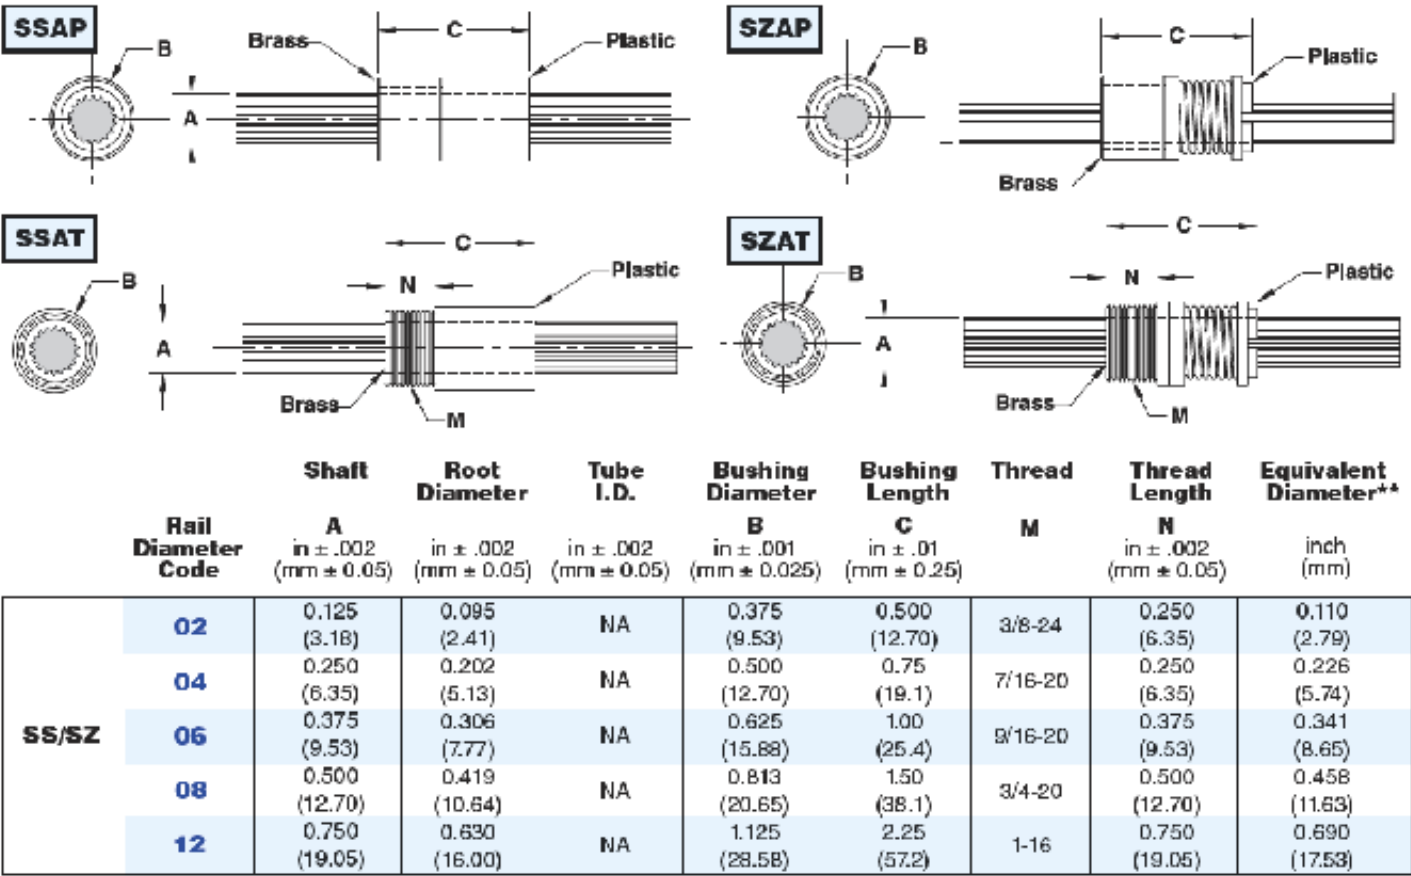 SSAP
B
A
Brass
C
Plastic
SZAP
B
C
Plastic
Brass
SSAT
B
A
C
N
Plastic
Brass
M
SZAT
B
A
C
N
Plastic
Brass
M
Shaft Root Tube Bushing Bushing Thread Thread Equivalent
Diameter I.D. Diameter Length Length Diameter**
Rail A B C M N
Diameter in ± .002 in ± .002 in ± .002 in ± .001 in ± .01 in ± .002 inch
Code (mm ± 0.05) (mm ± 0.05) (mm ± 0.05) (mm ± 0.025) (mm ± 0.25) (mm ± 0.05) (mm)
SS/SZ
02 0.125 0.095 NA 0.375 0.500 3/8-24 0.250 0.110
(3.18) (2.41) (9.53) (12.70) (6.35) (2.79)
04 0.250 0.202 NA 0.500 0.75 7/16-20 0.250 0.226
(6.35) (5.13) (12.70) (19.1) (6.35) (5.74)
06 0.375 0.306 NA 0.625 1.00 9/16-20 0.375 0.341
(9.53) (7.77) (15.88) (25.4) (9.53) (8.65)
08 0.500 0.419 NA 0.813 1.50 3/4-20 0.500 0.458
(12.70) (10.64) (20.65) (38.1) (12.70) (11.63)
12 0.750 0.630 NA 1.125 2.25 1-16 0.750 0.690
(19.05) (16.00) (28.58) (57.2) (19.05) (17.53)